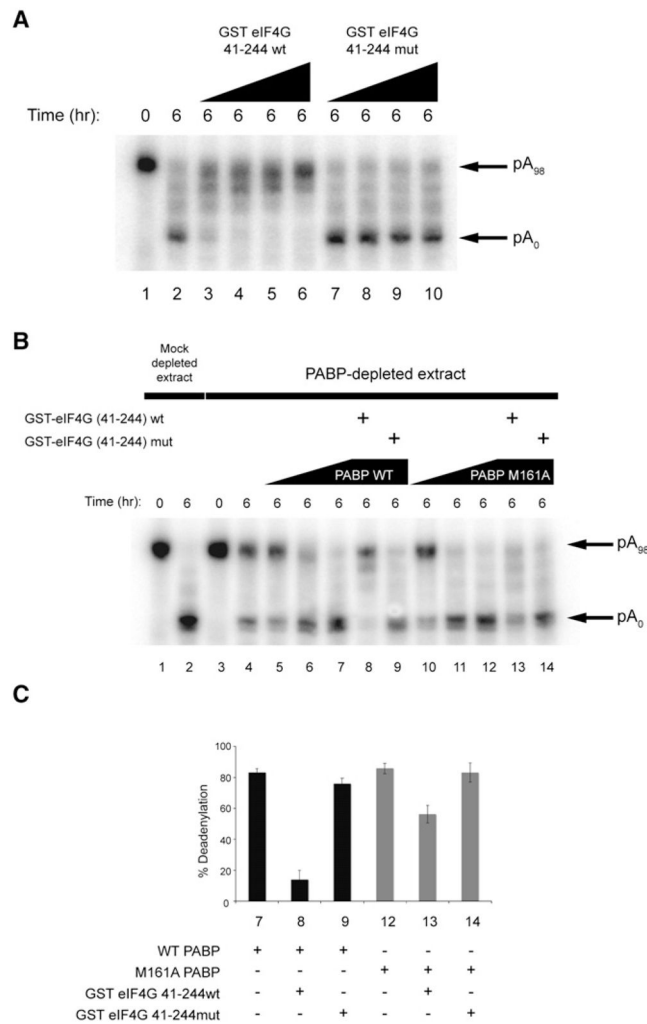 A
GST eIF4G 41-244 wt
GST eIF4G 41-244 mut
Time (hr): 0 6 6 6 6 6 6 6 6 6
pA98
pA0
1 2 3 4 5 6 7 8 9 10
B
Mock depleted extract
PABP-depleted extract
GST-eIF4G (41-244) wt + +
GST-eIF4G (41-244) mut + +
PABP WT PABP M161A
Time (hr): 0 6 0 6 6 6 6 6 6 6 6 6 6 6
pA98
pA0
1 2 3 4 5 6 7 8 9 10 11 12 13 14
C
% Deadenylation
100
80
60
40
20
0
7 8 9 12 13 14
WT PABP + + + - - -
M161A PABP - - - + + +
GST eIF4G 41-244wt - + - - + -
GST eIF4G 41-244mut - - + - - +